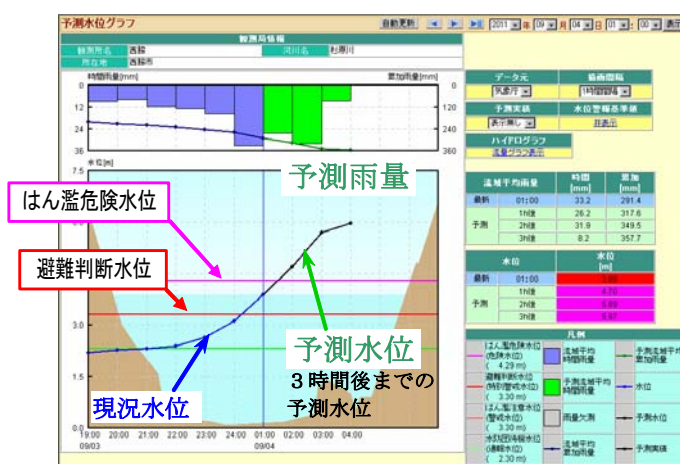 予測水位グラフ
自動更新 2011 年 09 月 04 日 01 : 00 表示
観測局情報
観測所名 西脇 河川名 杉原川
所在地 西脇市
時間雨量[mm] 累加雨量[mm]
0 0
12 120
24 240
36 360
水位[m]
7.5
予測雨量
はん濫危険水位
避難判断水位
3.0
1.5
0.0
予測水位
3時間後までの
予測水位
現況水位
19:00 20:00 21:00 22:00 23:00 00:00 01:00 02:00 03:00 04:00
09/03 09/04
データ元 描画間隔
気象庁 1時間間隔
予測実績 水位警報基準値
表示無し 非表示
ハイドログラフ
流量グラフ表示
流域平均雨量 時間[mm] 累加[mm]
最新 01:00 33.2 291.4
予測 1h後 26.2 317.6
2h後 31.9 349.5
3h後 8.2 357.7
水位 水位[m]
最新 01:00
予測 1h後 4.70
2h後
3h後
凡例
はん濫危険水位
(危険水位)
( 4.29 m)
流域平均
時間雨量
予測流域平均
累加雨量
避難判断水位
(特別警戒水位)
( 3.30 m)
予測流域平均
時間雨量
水位
はん濫注意水位
(警戒水位)
( 3.30 m)
雨量欠測
予測水位
水防団待機水位
(通報水位)
( 2.30 m)
流域平均
累加雨量
予測実績